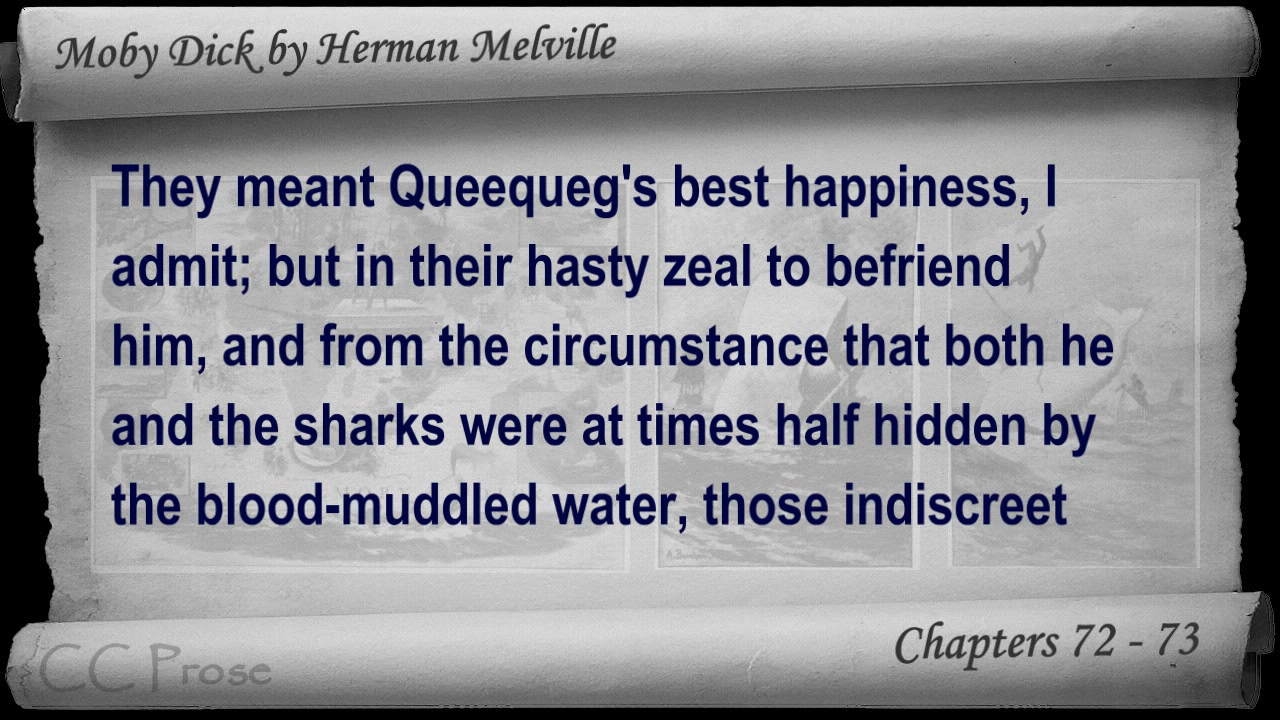 Moby Dick by Herman Melville
They meant Queequeg's best happiness, I
admit; but in their hasty zeal to befriend
him, and from the circumstance that both he
and the sharks were at times half hidden by
the blood-muddled water, those indiscreet
Chapters 72 - 73
CC Prose